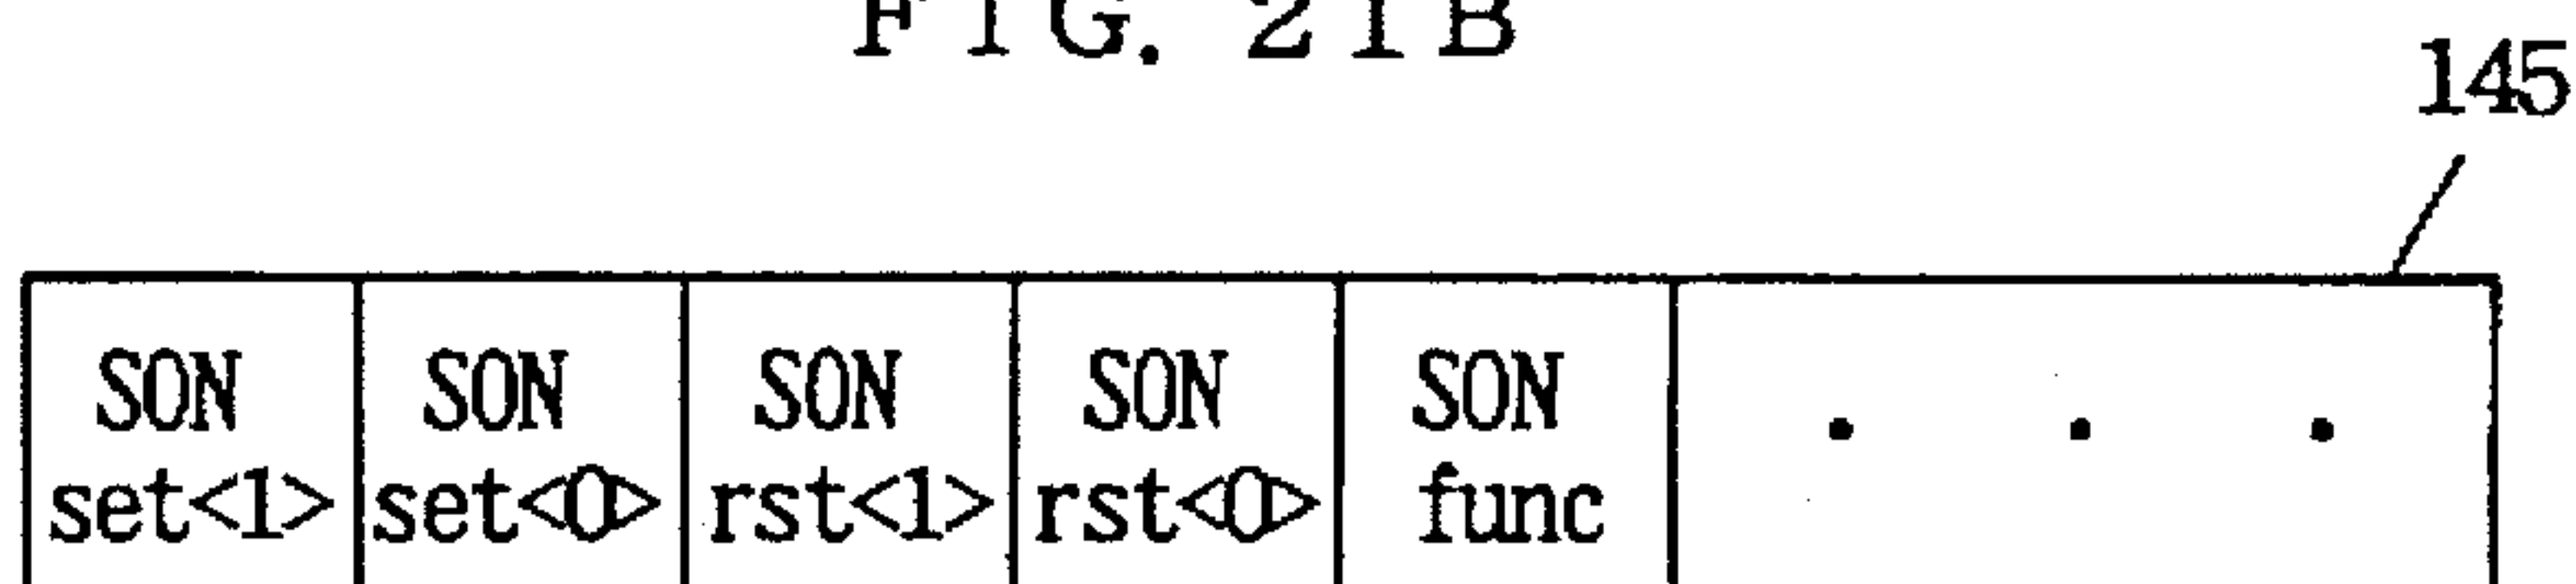 FIG. 21B
145
SON SON SON SON SON . . .
set<1> set<0> rst<1> rst<0> func